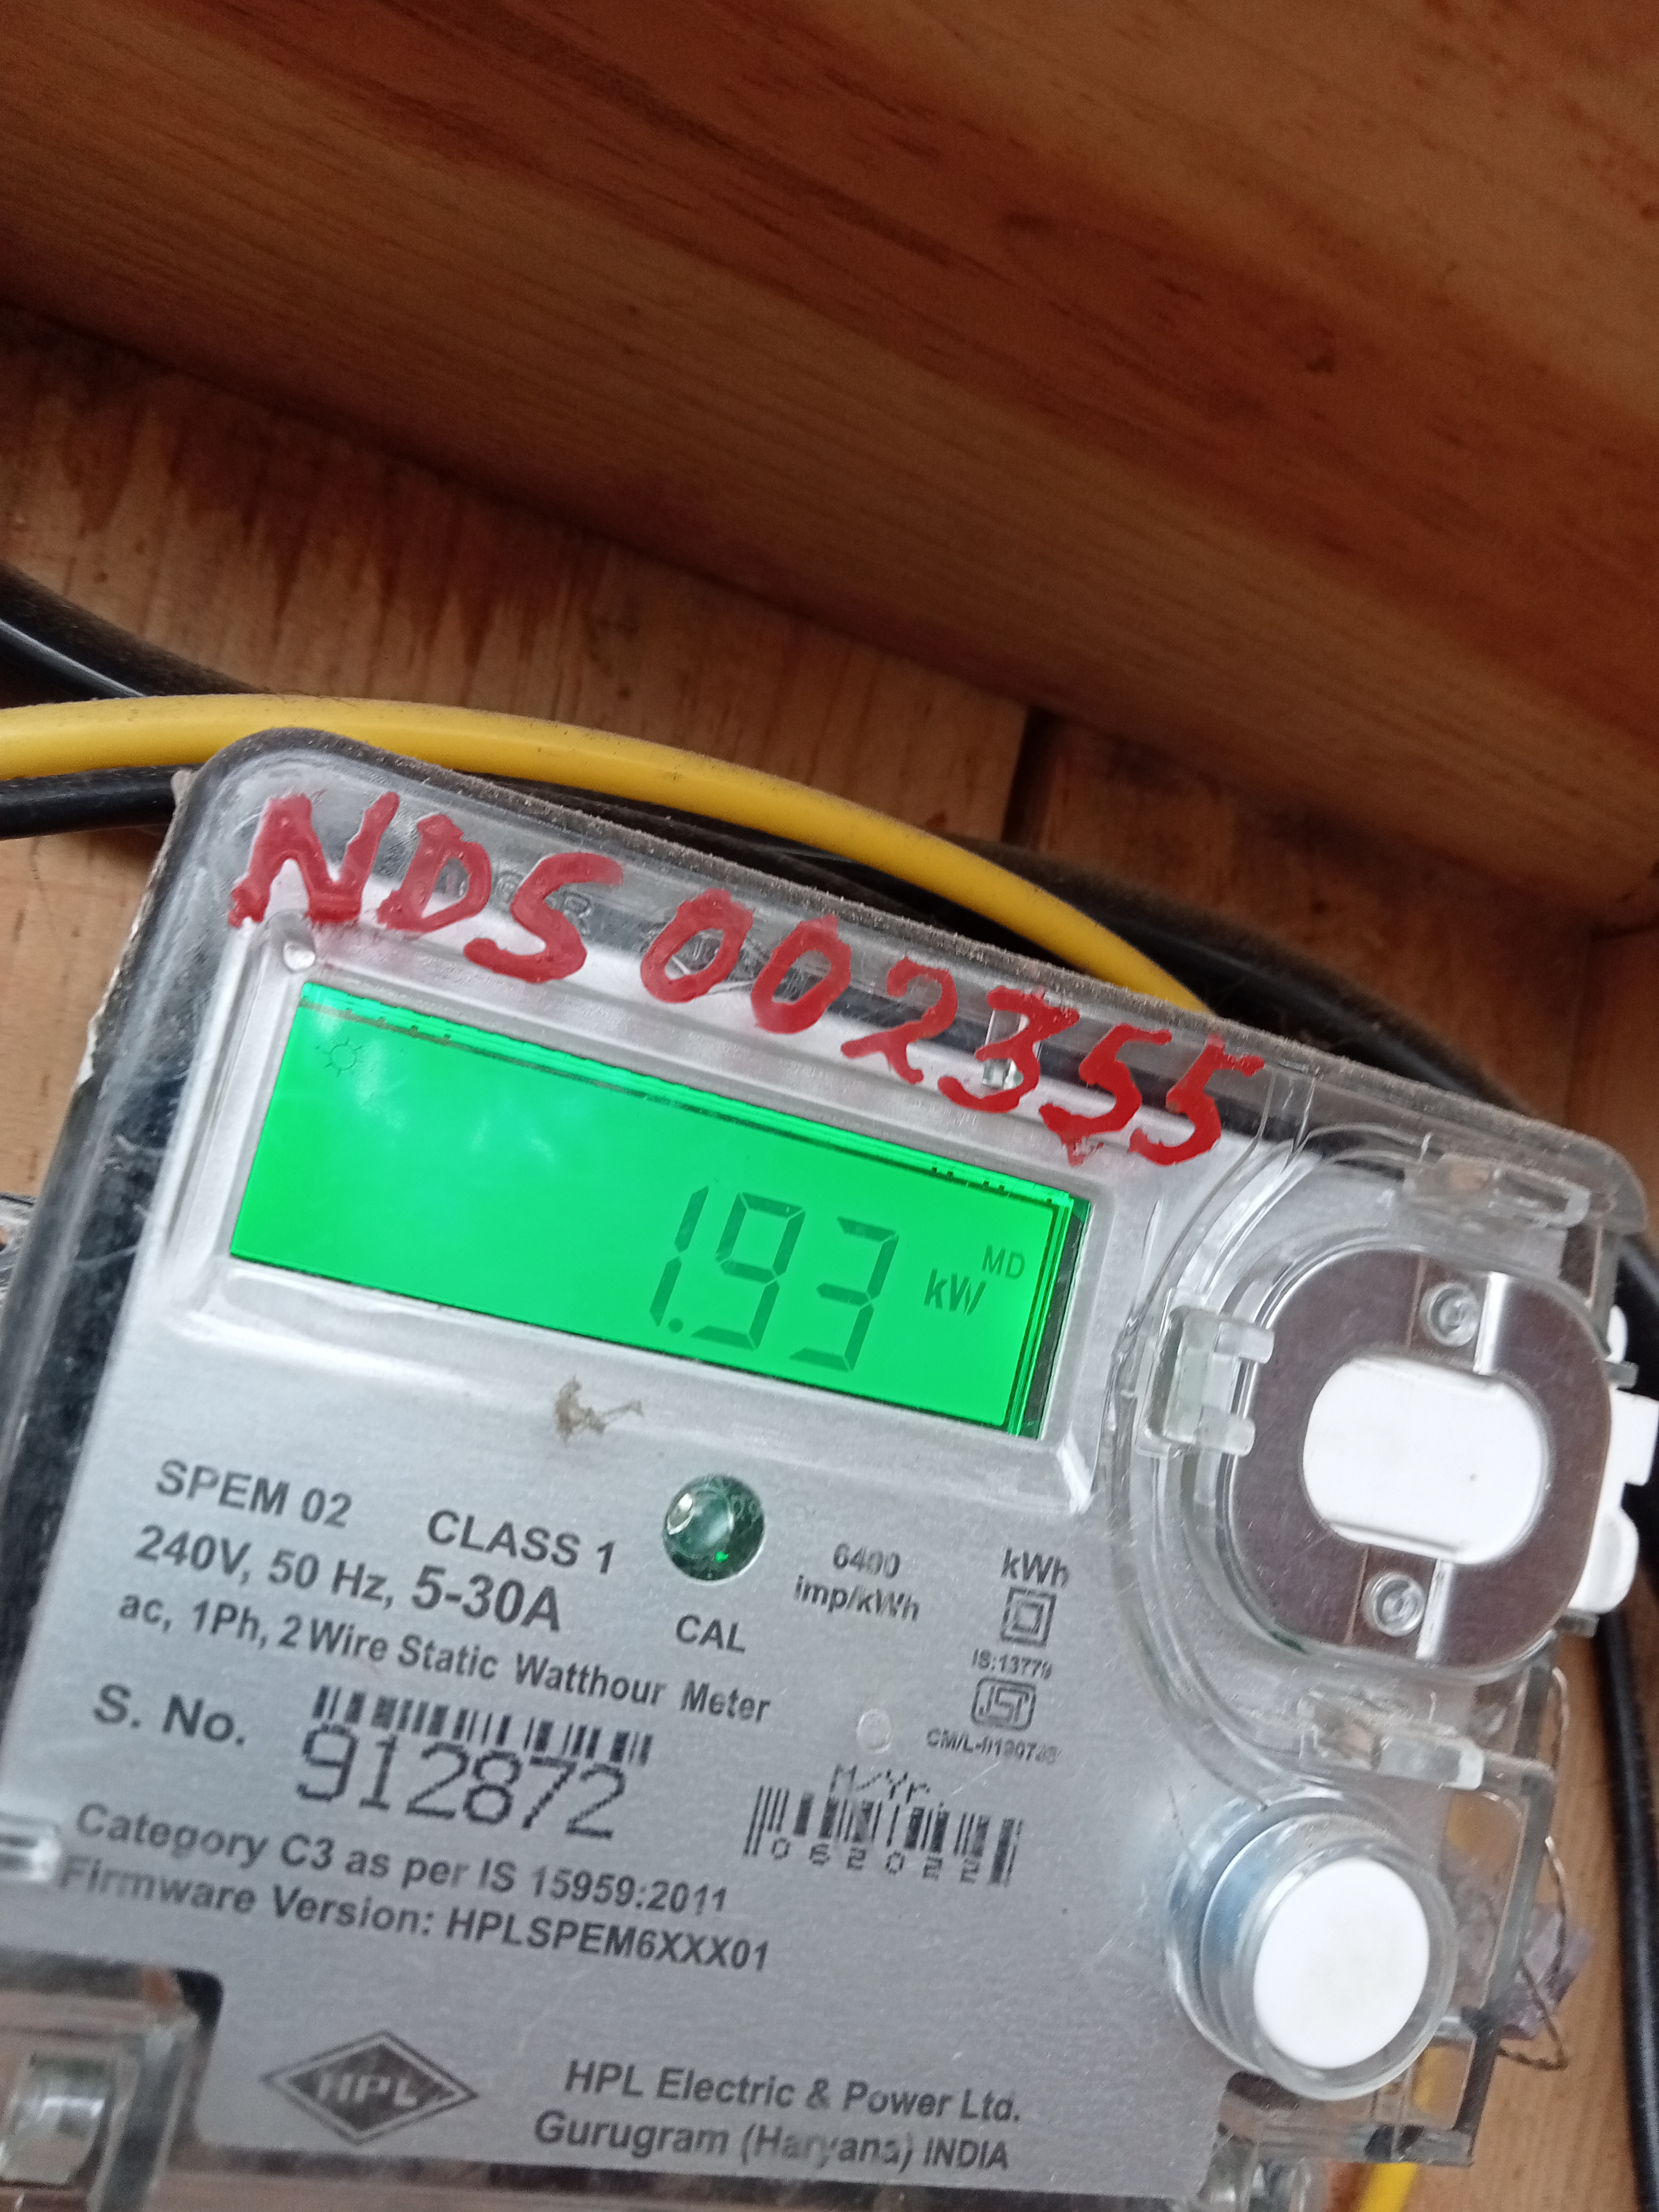 NDS 002355
1.93 kW MD
SPEM 02 CLASS 1
240V, 50 Hz, 5-30A
ac, 1Ph, 2 Wire Static Watthour Meter
CAL
6400
imp/kWh
kWh
IS:13779
S. No. 912872
M/Yr.
062022
Category C3 as per IS 15959:2011
Firmware Version: HPLSPEM6XXX01
HPL
HPL Electric & Power Ltd.
Gurugram (Haryana) INDIA